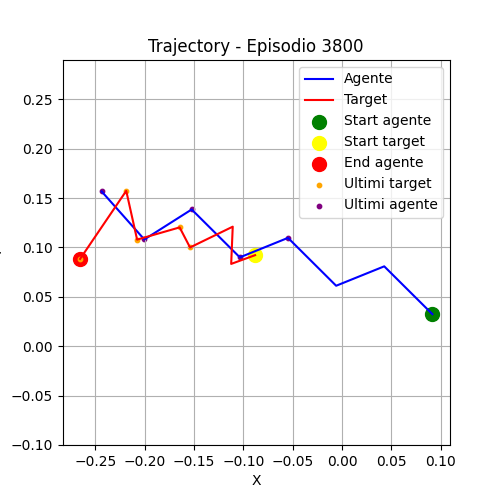 Trajectory - Episodio 3800
Agente
Target
Start agente
Start target
End agente
Ultimi target
Ultimi agente
0.25
0.20
0.15
0.10
0.05
0.00
−0.05
−0.10
−0.25 −0.20 −0.15 −0.10 −0.05 0.00 0.05 0.10
X